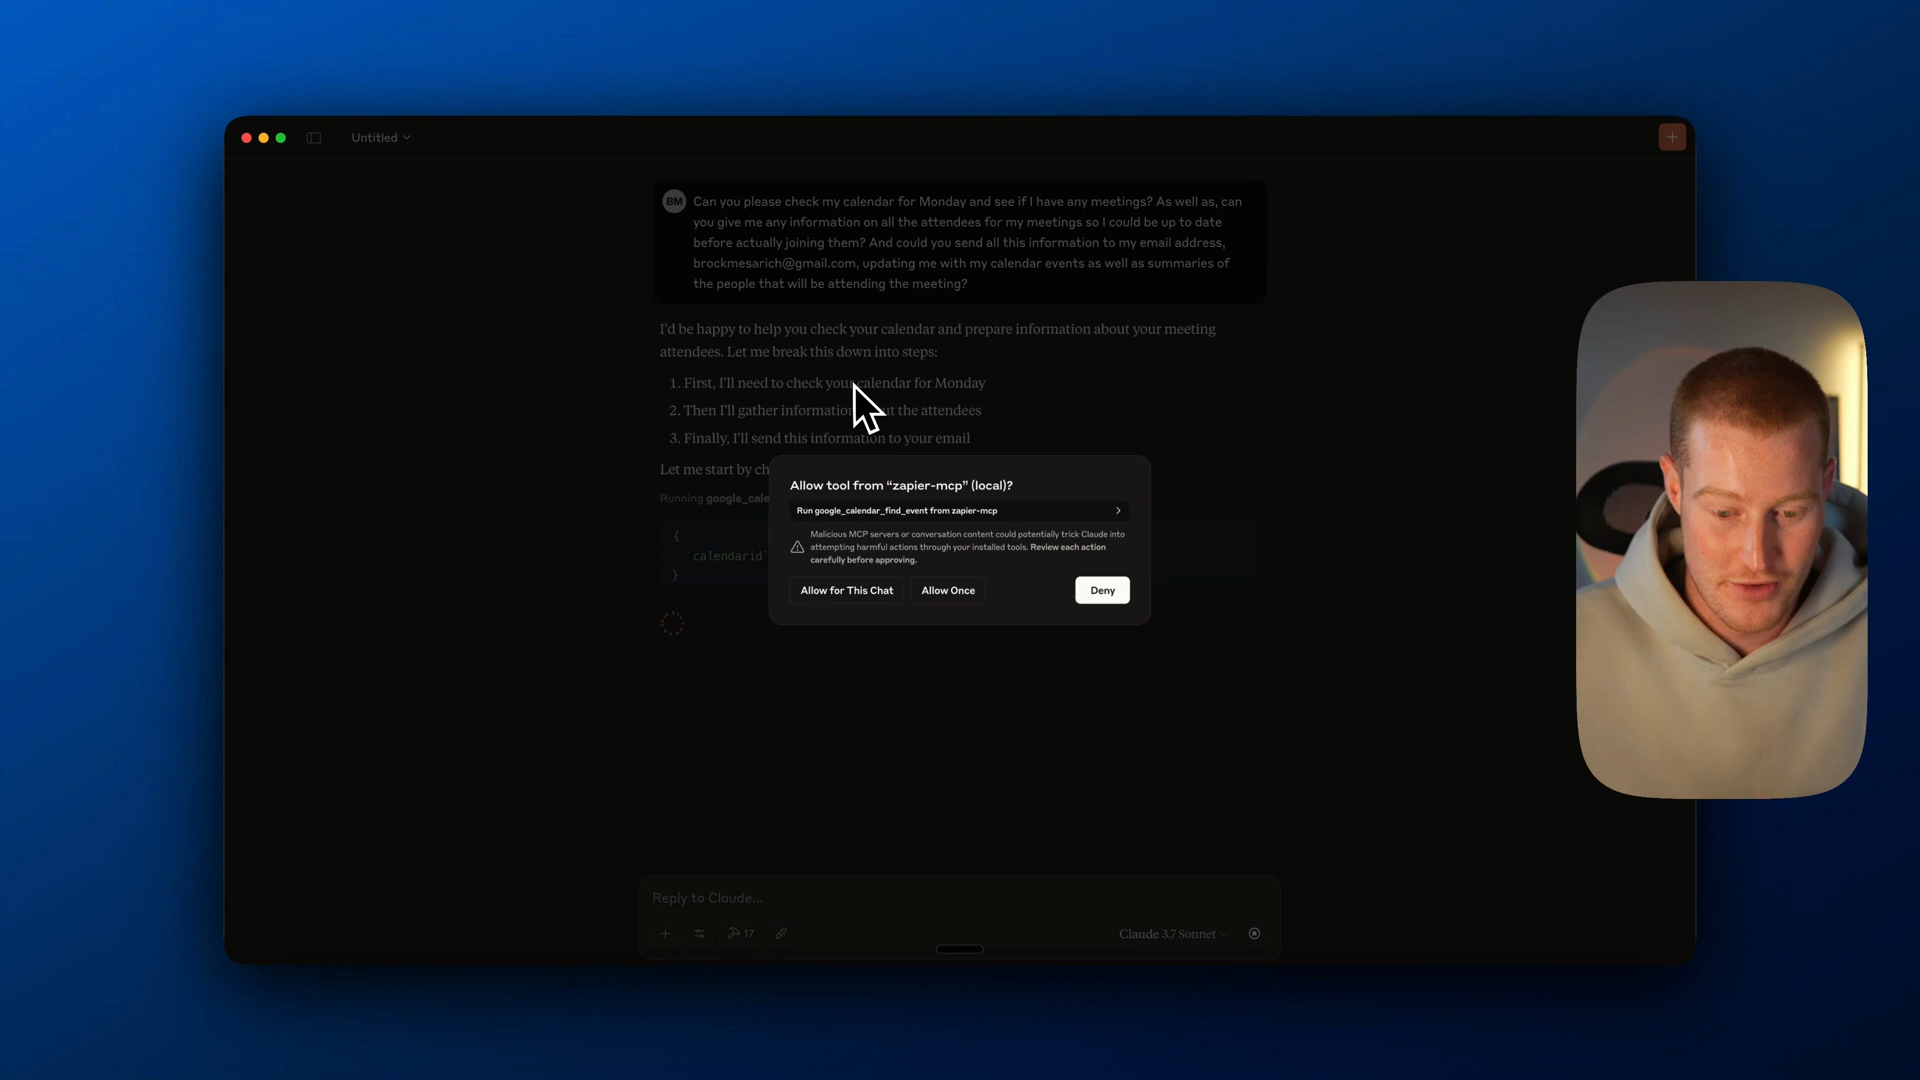 Untitled
BM
Can you please check my calendar for Monday and see if I have any meetings? As well as, can
you give me any information on all the attendees for my meetings so I could be up to date
before actually joining them? And could you send all this information to my email address,
brockmesarich@gmail.com, updating me with my calendar events as well as summaries of
the people that will be attending the meeting?
I'd be happy to help you check your calendar and prepare information about your meeting
attendees. Let me break this down into steps:
1. First, I'll need to check your calendar for Monday
2. Then I'll gather information the attendees
3. Finally, I'll send this information to your email
Let me start by ch
Running google_cale
{
`calendarid`
}
Allow tool from “zapier-mcp” (local)?
Run google_calendar_find_event from zapier-mcp
Malicious MCP servers or conversation content could potentially trick Claude into
attempting harmful actions through your installed tools. Review each action
carefully before approving.
Allow for This Chat
Allow Once
Deny
Reply to Claude...
17
Claude 3.7 Sonnet